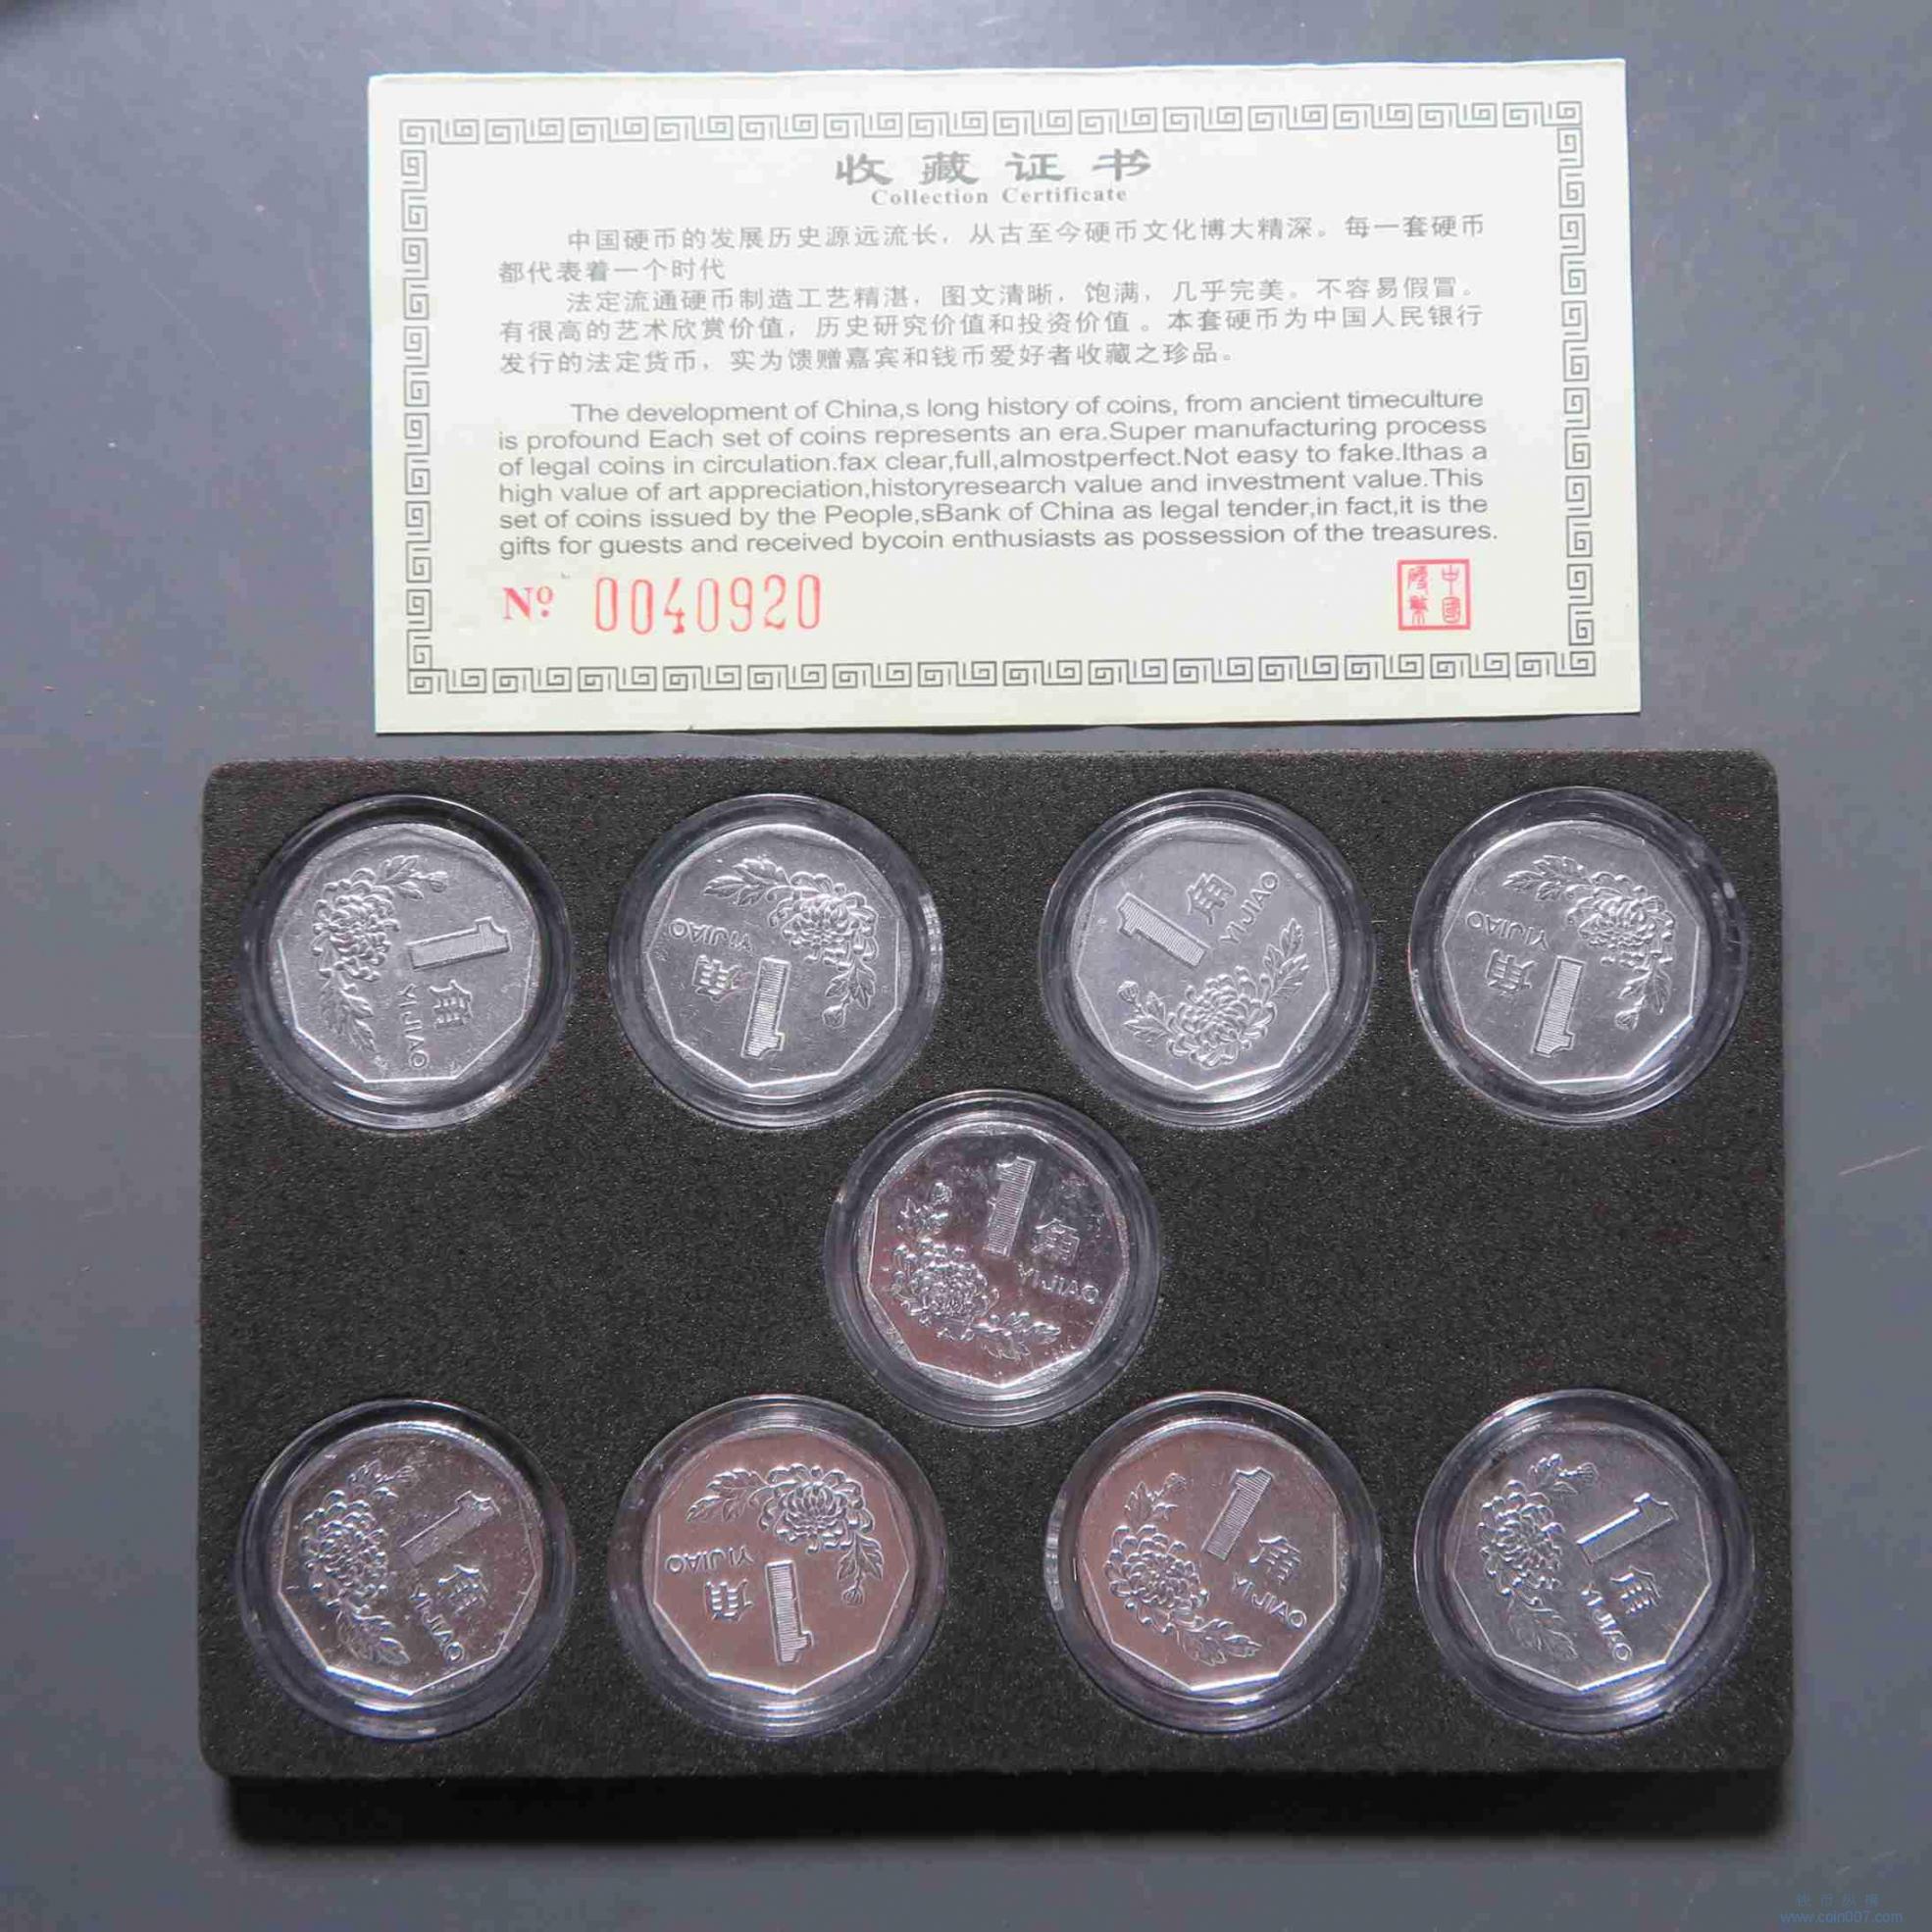 收藏证书
Collection Certificate
中国硬币的发展历史源远流长，从古至今硬币文化博大精深。每一套硬币
都代表着一个时代
法定流通硬币制造工艺精湛，图文清晰，饱满，几乎完美。不容易假冒。
有很高的艺术欣赏价值，历史研究价值和投资价值。本套硬币为中国人民银行
发行的法定货币，实为馈赠嘉宾和钱币爱好者收藏之珍品。
The development of China,s long history of coins, from ancient timeculture
is profound Each set of coins represents an era.Super manufacturing process
of legal coins in circulation.fax clear,full,almostperfect.Not easy to fake.Ithas a
high value of art appreciation,historyresearch value and investment value.This
set of coins issued by the People,sBank of China as legal tender,in fact,it is the
gifts for guests and received bycoin enthusiasts as possession of the treasures.
Nº 0040920
1角
YIJIAO
1角
YIJIAO
1角
YIJIAO
1角
YIJIAO
1角
YIJIAO
1角
YIJIAO
1角
YIJIAO
1角
YIJIAO
1角
YIJIAO
www.coin007.com